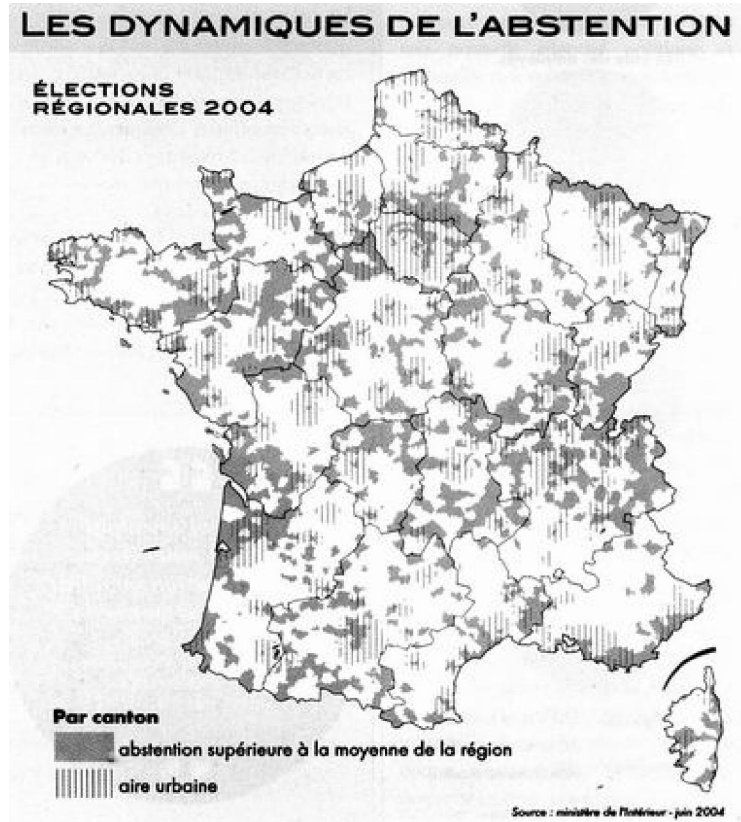 LES DYNAMIQUES DE L'ABSTENTION
ÉLECTIONS
RÉGIONALES 2004
Par canton
abstention supérieure à la moyenne de la région
aire urbaine
Source : ministère de l'Intérieur - juin 2004